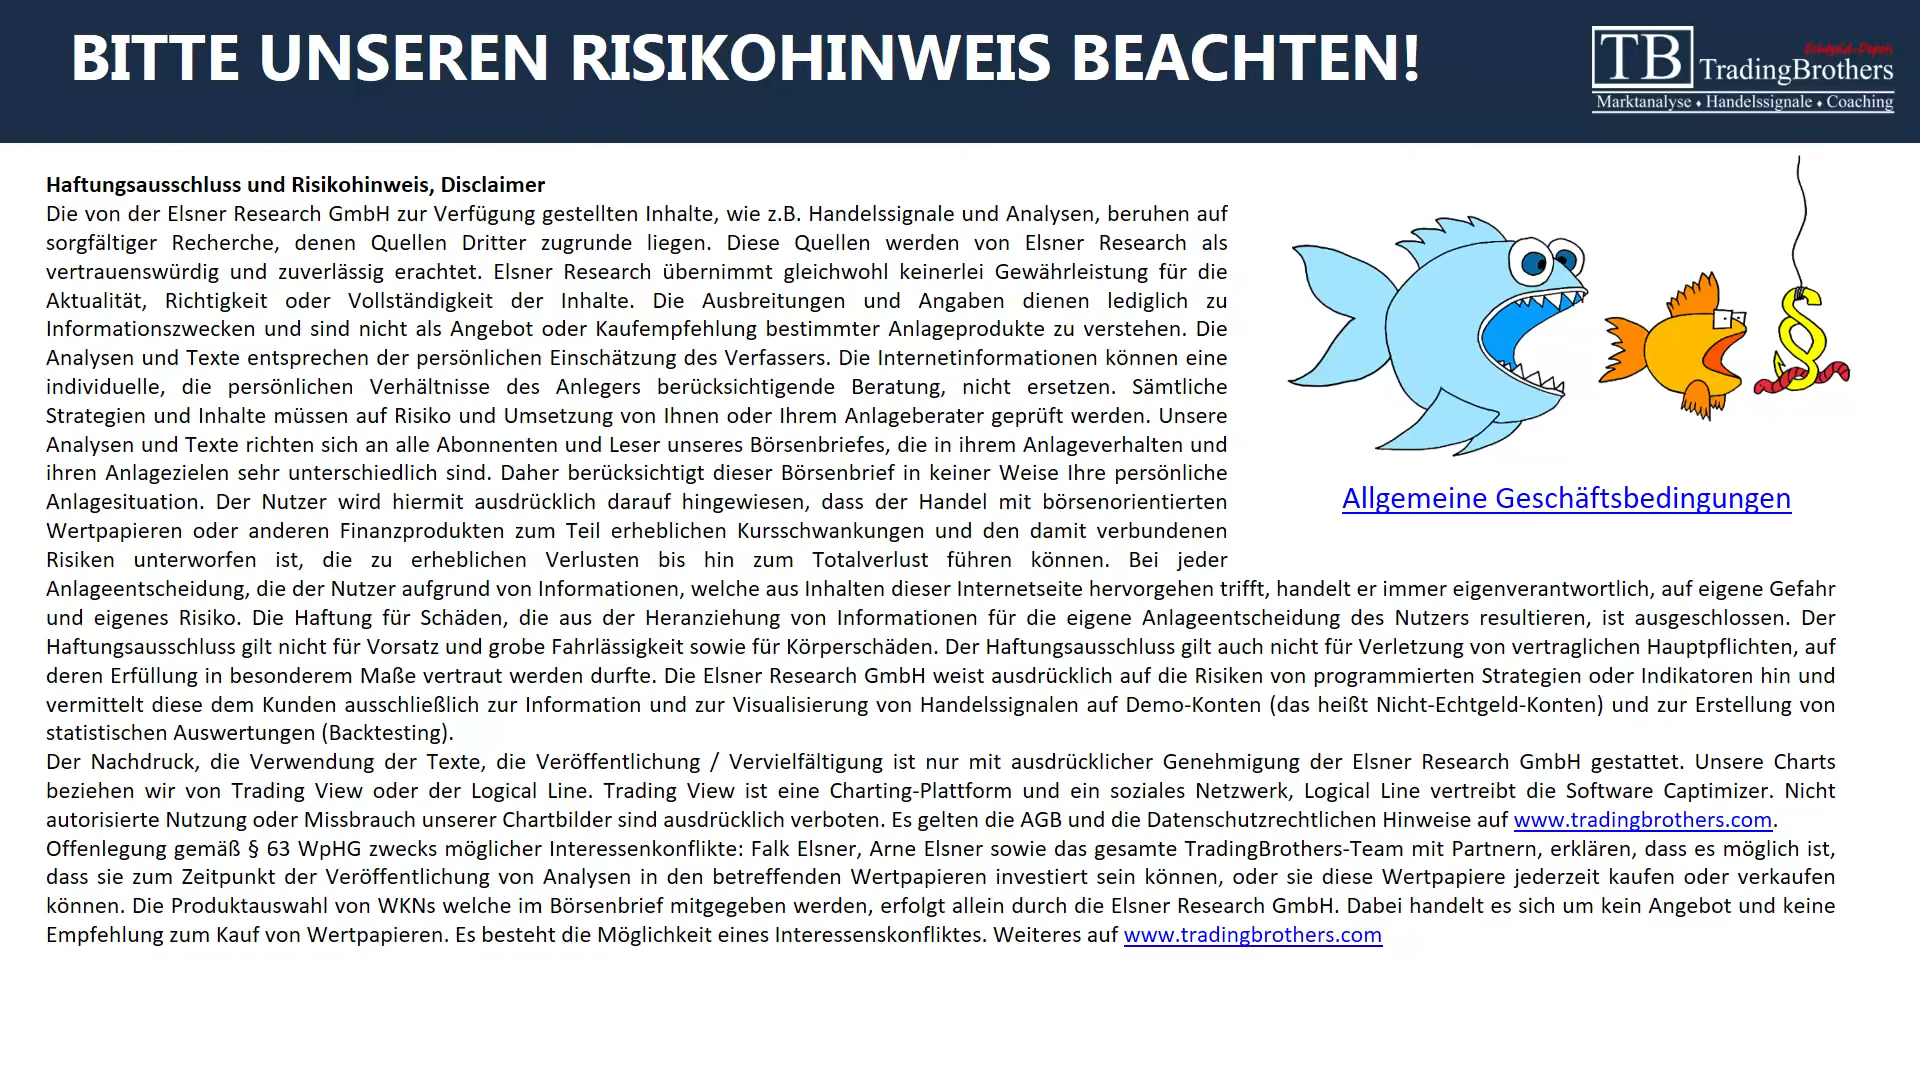 BITTE UNSEREN RISIKOHINWEIS BEACHTEN!
Echtgeld-Depot
TB TradingBrothers
Marktanalyse ♦ Handelssignale ♦ Coaching
Haftungsausschluss und Risikohinweis, Disclaimer
Die von der Elsner Research GmbH zur Verfügung gestellten Inhalte, wie z.B. Handelssignale und Analysen, beruhen auf
sorgfältiger Recherche, denen Quellen Dritter zugrunde liegen. Diese Quellen werden von Elsner Research als
vertrauenswürdig und zuverlässig erachtet. Elsner Research übernimmt gleichwohl keinerlei Gewährleistung für die
Aktualität, Richtigkeit oder Vollständigkeit der Inhalte. Die Ausbreitungen und Angaben dienen lediglich zu
Informationszwecken und sind nicht als Angebot oder Kaufempfehlung bestimmter Anlageprodukte zu verstehen. Die
Analysen und Texte entsprechen der persönlichen Einschätzung des Verfassers. Die Internetinformationen können eine
individuelle, die persönlichen Verhältnisse des Anlegers berücksichtigende Beratung, nicht ersetzen. Sämtliche
Strategien und Inhalte müssen auf Risiko und Umsetzung von Ihnen oder Ihrem Anlageberater geprüft werden. Unsere
Analysen und Texte richten sich an alle Abonnenten und Leser unseres Börsenbriefes, die in ihrem Anlageverhalten und
ihren Anlagezielen sehr unterschiedlich sind. Daher berücksichtigt dieser Börsenbrief in keiner Weise Ihre persönliche
Anlagesituation. Der Nutzer wird hiermit ausdrücklich darauf hingewiesen, dass der Handel mit börsenorientierten
Wertpapieren oder anderen Finanzprodukten zum Teil erheblichen Kursschwankungen und den damit verbundenen
Risiken unterworfen ist, die zu erheblichen Verlusten bis hin zum Totalverlust führen können. Bei jeder
Anlageentscheidung, die der Nutzer aufgrund von Informationen, welche aus Inhalten dieser Internetseite hervorgehen trifft, handelt er immer eigenverantwortlich, auf eigene Gefahr
und eigenes Risiko. Die Haftung für Schäden, die aus der Heranziehung von Informationen für die eigene Anlageentscheidung des Nutzers resultieren, ist ausgeschlossen. Der
Haftungsausschluss gilt nicht für Vorsatz und grobe Fahrlässigkeit sowie für Körperschäden. Der Haftungsausschluss gilt auch nicht für Verletzung von vertraglichen Hauptpflichten, auf
deren Erfüllung in besonderem Maße vertraut werden durfte. Die Elsner Research GmbH weist ausdrücklich auf die Risiken von programmierten Strategien oder Indikatoren hin und
vermittelt diese dem Kunden ausschließlich zur Information und zur Visualisierung von Handelssignalen auf Demo-Konten (das heißt Nicht-Echtgeld-Konten) und zur Erstellung von
statistischen Auswertungen (Backtesting).
Der Nachdruck, die Verwendung der Texte, die Veröffentlichung / Vervielfältigung ist nur mit ausdrücklicher Genehmigung der Elsner Research GmbH gestattet. Unsere Charts
beziehen wir von Trading View oder der Logical Line. Trading View ist eine Charting-Plattform und ein soziales Netzwerk, Logical Line vertreibt die Software Captimizer. Nicht
autorisierte Nutzung oder Missbrauch unserer Chartbilder sind ausdrücklich verboten. Es gelten die AGB und die Datenschutzrechtlichen Hinweise auf www.tradingbrothers.com.
Offenlegung gemäß § 63 WpHG zwecks möglicher Interessenkonflikte: Falk Elsner, Arne Elsner sowie das gesamte TradingBrothers-Team mit Partnern, erklären, dass es möglich ist,
dass sie zum Zeitpunkt der Veröffentlichung von Analysen in den betreffenden Wertpapieren investiert sein können, oder sie diese Wertpapiere jederzeit kaufen oder verkaufen
können. Die Produktauswahl von WKNs welche im Börsenbrief mitgegeben werden, erfolgt allein durch die Elsner Research GmbH. Dabei handelt es sich um kein Angebot und keine
Empfehlung zum Kauf von Wertpapieren. Es besteht die Möglichkeit eines Interessenskonfliktes. Weiteres auf www.tradingbrothers.com
§
Allgemeine Geschäftsbedingungen